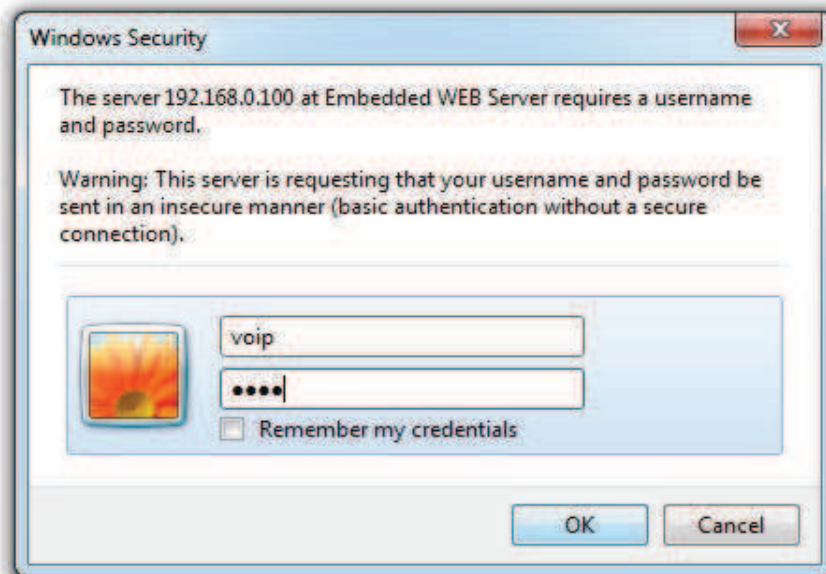 Windows Security
The server 192.168.0.100 at Embedded WEB Server requires a username
and password.
Warning: This server is requesting that your username and password be
sent in an insecure manner (basic authentication without a secure
connection).
voip
●●●●
Remember my credentials
OK
Cancel